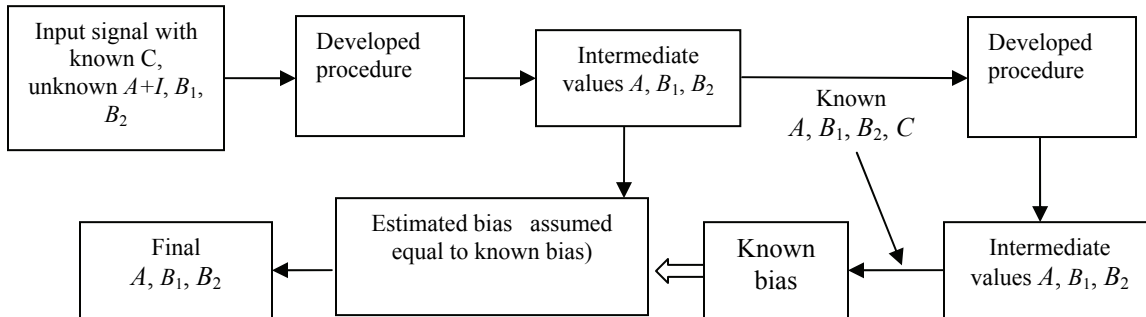 Input signal with
known C,
unknown A+I, B₁,
B₂
Developed
procedure
Intermediate
values A, B₁, B₂
Developed
procedure
Known
A, B₁, B₂, C
Final
A, B₁, B₂
Estimated bias assumed
equal to known bias)
Known
bias
Intermediate
values A, B₁, B₂